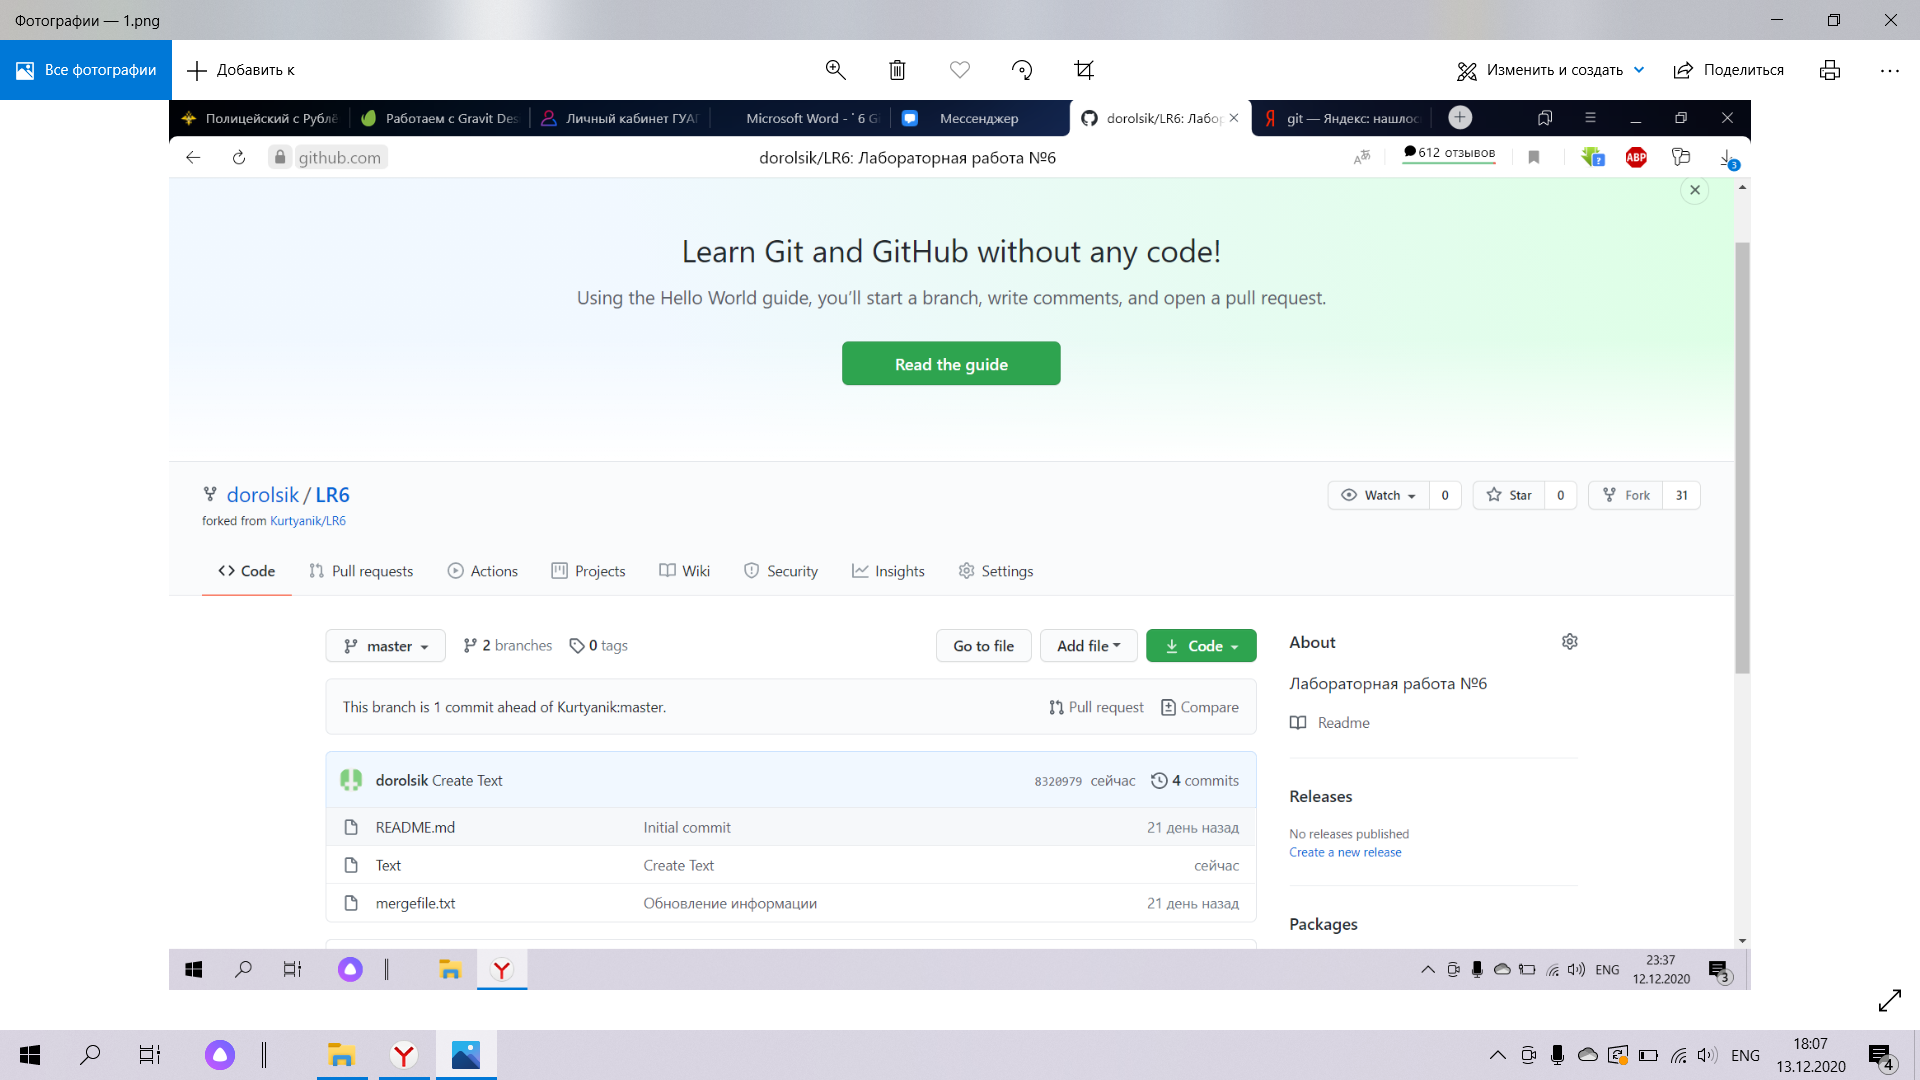 Фотографии — 1.png
Все фотографии
Добавить к
Изменить и создать
Поделиться
Полицейский с Рублё
Работаем с Gravit Des
Личный кабинет ГУАП
Microsoft Word - ˙ 6 G
Мессенджер
dorolsik/LR6: Лабор
git — Яндекс: нашлос
github.com
dorolsik/LR6: Лабораторная работа №6
612 отзывов
ABP
3
Learn Git and GitHub without any code!
Using the Hello World guide, you’ll start a branch, write comments, and open a pull request.
Read the guide
dorolsik / LR6
forked from Kurtyanik/LR6
Watch 0
Star 0
Fork 31
Code
Pull requests
Actions
Projects
Wiki
Security
Insights
Settings
master
2 branches
0 tags
Go to file
Add file
Code
This branch is 1 commit ahead of Kurtyanik:master.
Pull request
Compare
dorolsik Create Text
8320979 сейчас
4 commits
README.md Initial commit 21 день назад
Text Create Text сейчас
mergefile.txt Обновление информации 21 день назад
About
Лабораторная работа №6
Readme
Releases
No releases published
Create a new release
Packages
ENG
23:37
12.12.2020
3
ENG
18:07
13.12.2020
4